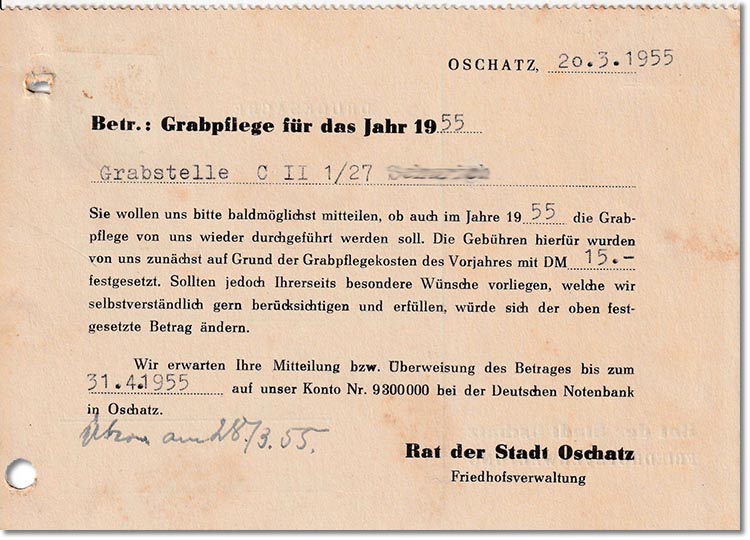 OSCHATZ, 20.3.1955
Betr.: Grabpflege für das Jahr 1955
Grabstelle C II 1/27
Sie wollen uns bitte baldmöglichst mitteilen, ob auch im Jahre 1955 die Grab-
pflege von uns wieder durchgeführt werden soll. Die Gebühren hierfür wurden
von uns zunächst auf Grund der Grabpflegekosten des Vorjahres mit DM 15.-
festgesetzt. Sollten jedoch Ihrerseits besondere Wünsche vorliegen, welche wir
selbstverständlich gern berücksichtigen und erfüllen, würde sich der oben fest-
gesetzte Betrag ändern.
Wir erwarten Ihre Mitteilung bzw. Überweisung des Betrages bis zum
31.4.1955 auf unser Konto Nr. 9300000 bei der Deutschen Notenbank
in Oschatz.
am 28./3.55.
Rat der Stadt Oschatz
Friedhofsverwaltung